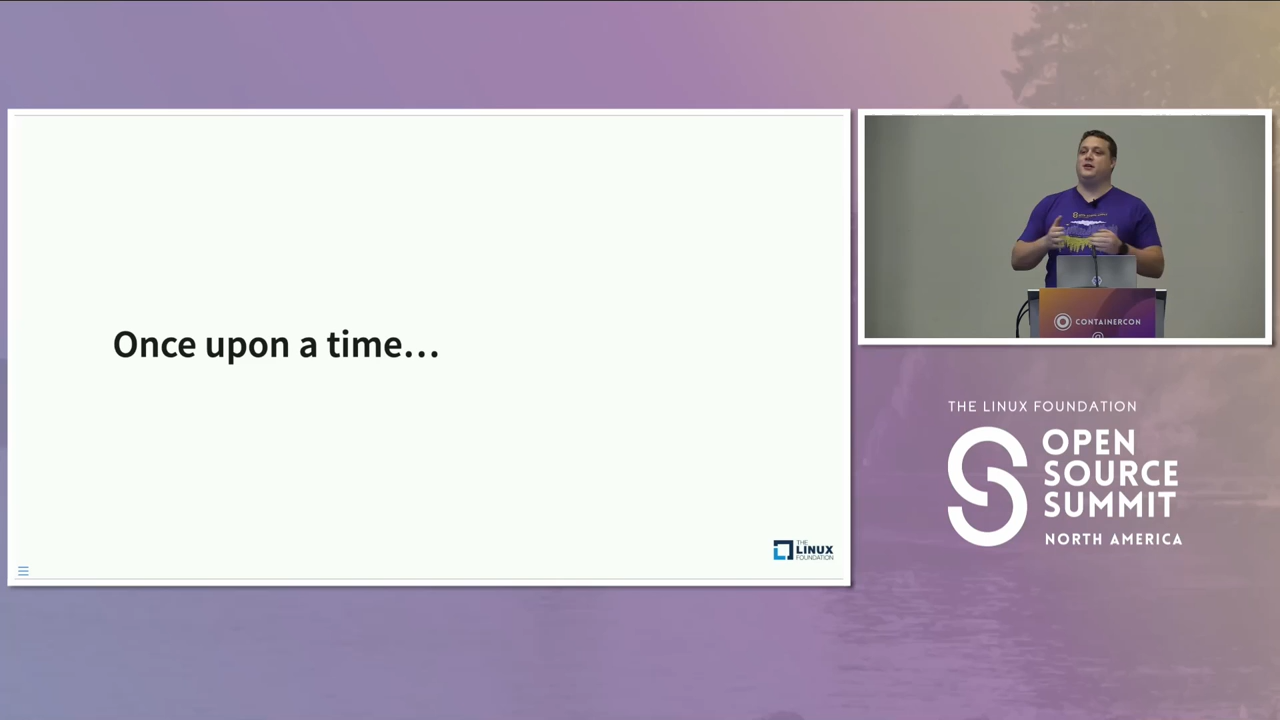 Once upon a time...
THE
LINUX
FOUNDATION
CONTAINERCON
THE LINUX FOUNDATION
OPEN
SOURCE
SUMMIT
NORTH AMERICA